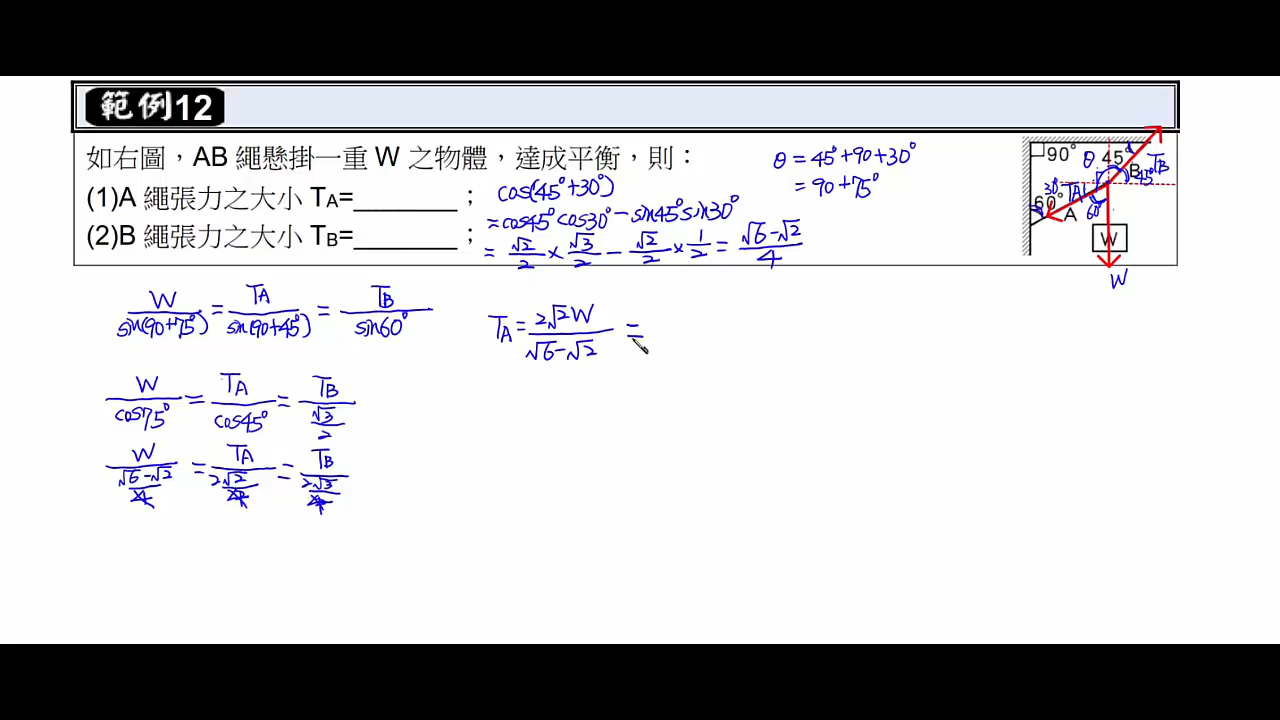 範例12
如右圖，AB 繩懸掛一重 W 之物體，達成平衡，則：
(1)A 繩張力之大小 TA=________；
(2)B 繩張力之大小 TB=________；
cos(45°+30°)
=cos45°cos30°−sin45°sin30°
=√2/2×√3/2−√2/2×1/2=(√6−√2)/4
θ=45°+90+30°
=90+75°
90° θ 45° TB
B 45°
30° TA
60° A 60°
W
W
W/sin(90+75°)=TA/sin(90+45°)=TB/sin60°
TA=2√2W/(√6−√2)=
W/cos75°=TA/cos45°=TB/(√3/2)
W/((√6−√2)/4)=TA/(2√2/4)=TB/(2√3/4)